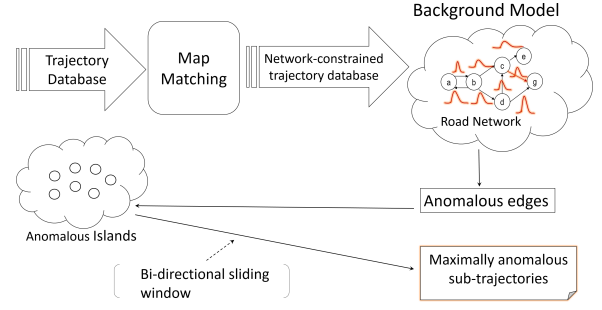 Background Model
Trajectory
Database
Map
Matching
Network-constrained
trajectory database
e
c
a
b
g
d
Road Network
Anomalous edges
Anomalous Islands
Bi-directional sliding
window
Maximally anomalous
sub-trajectories